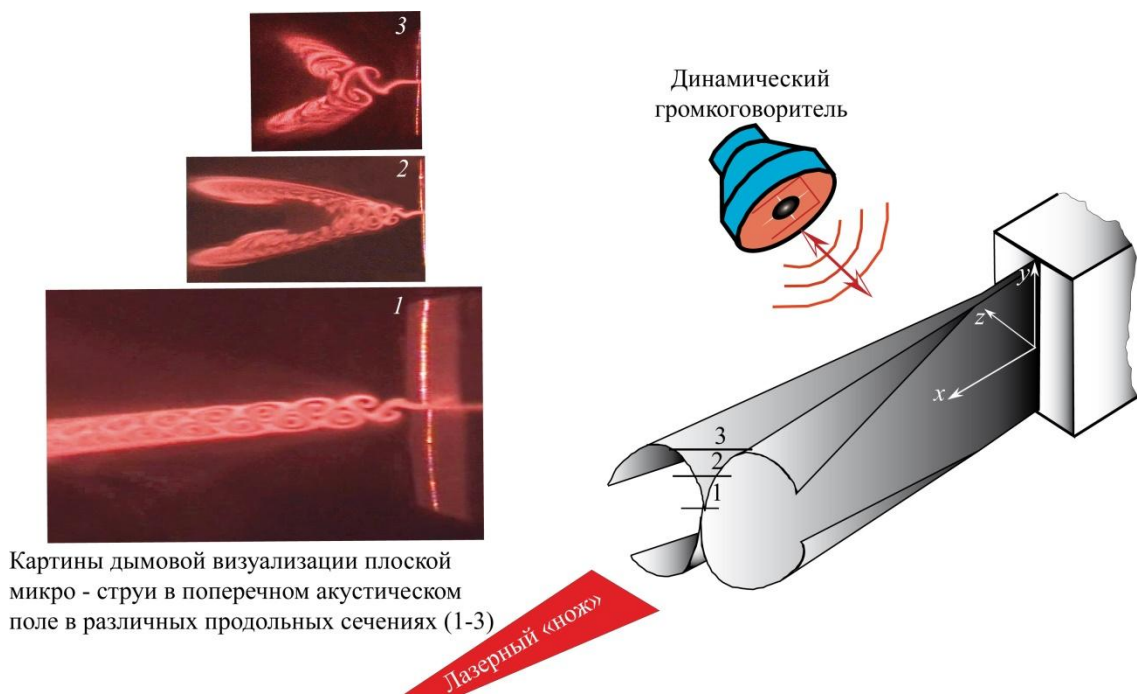 3
2
1
Картины дымовой визуализации плоской
микро - струи в поперечном акустическом
поле в различных продольных сечениях (1-3)
Динамический
громкоговоритель
y
z
x
3
2
1
Лазерный «нож»